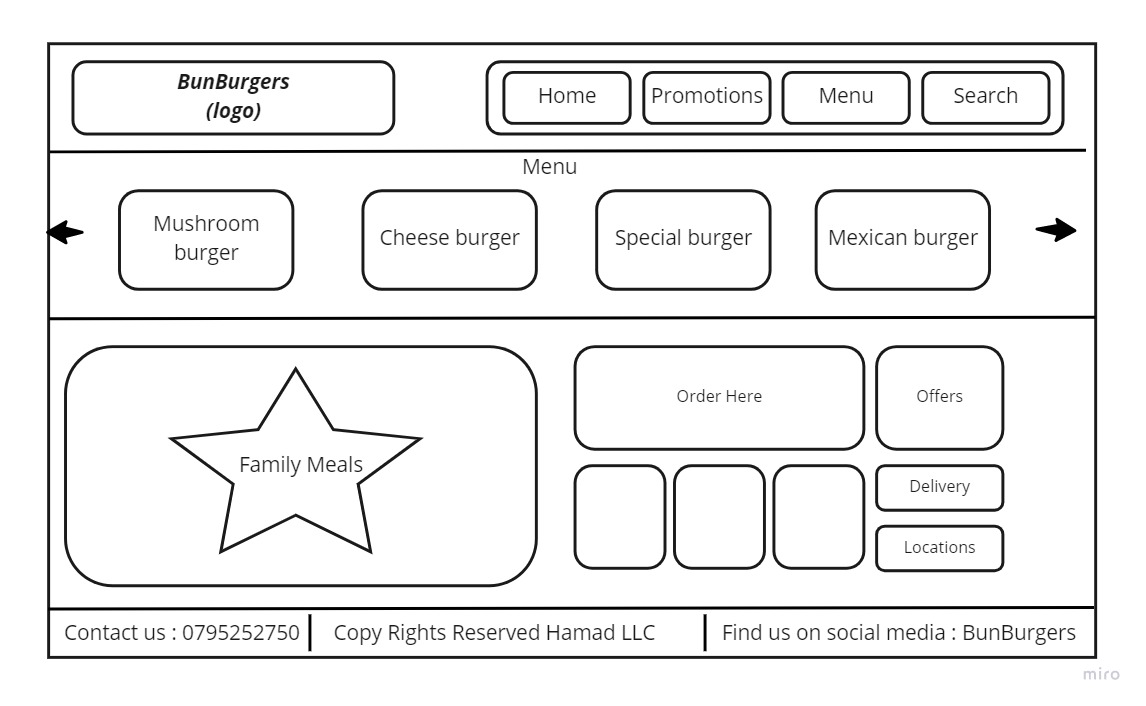 BunBurgers
(logo)
Home
Promotions
Menu
Search
Menu
Mushroom
burger
Cheese burger
Special burger
Mexican burger
Family Meals
Order Here
Offers
Delivery
Locations
Contact us : 0795252750
Copy Rights Reserved Hamad LLC
Find us on social media : BunBurgers
miro